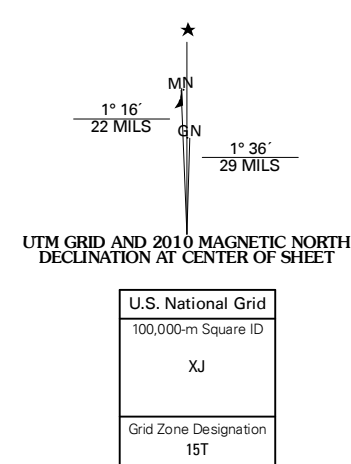 ★
MN
1° 16´
22 MILS
GN
1° 36´
29 MILS
UTM GRID AND 2010 MAGNETIC NORTH
DECLINATION AT CENTER OF SHEET
U.S. National Grid
100,000-m Square ID
XJ
Grid Zone Designation
15T